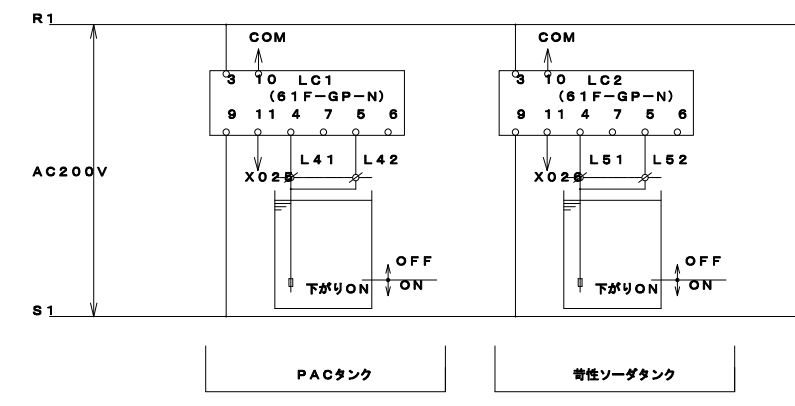 R1
COM COM
3 10 LC1 3 10 LC2
(61F-GP-N) (61F-GP-N)
9 11 4 7 5 6 9 11 4 7 5 6
L41 L42 L51 L52
AC200V X025 X026
OFF OFF
下がりON ON 下がりON ON
S1
PACタンク 苛性ソーダタンク